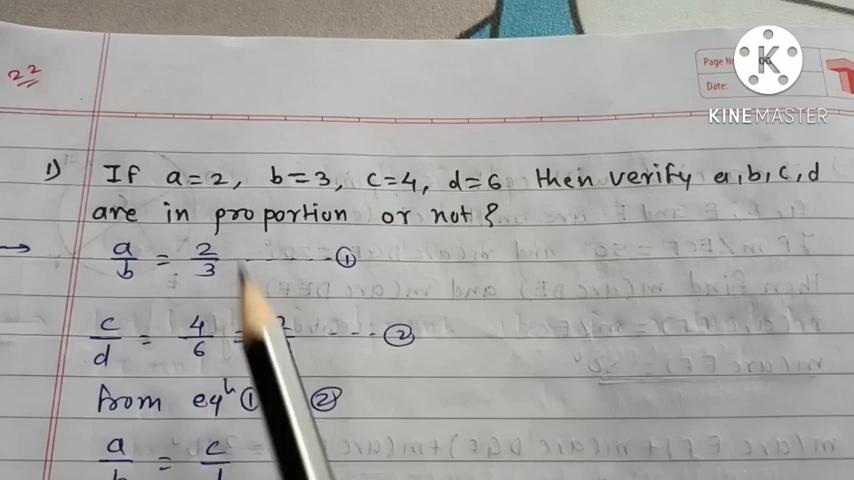 22
Page No.
Date:
KINEMASTER
1) If a=2, b=3, c=4, d=6 then verify a,b,c,d
are in proportion or not?
→ a/b = 2/3 ------ ①
c/d = 4/6 = ---- ②
from eqⁿ ① ②
a/b = c/d